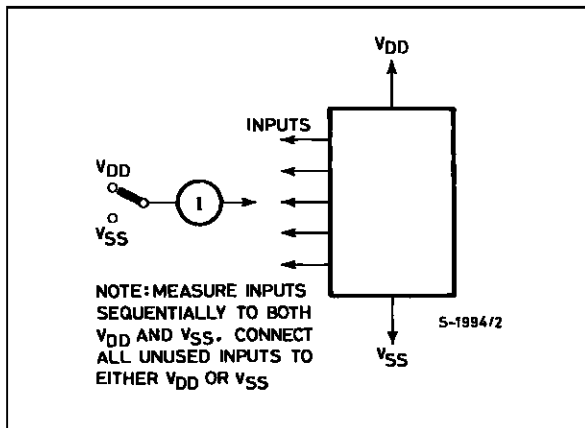 VDD
INPUTS
VDD
I
VSS
NOTE: MEASURE INPUTS
SEQUENTIALLY TO BOTH
VDD AND VSS. CONNECT
ALL UNUSED INPUTS TO
EITHER VDD OR VSS
S-1994/2
VSS